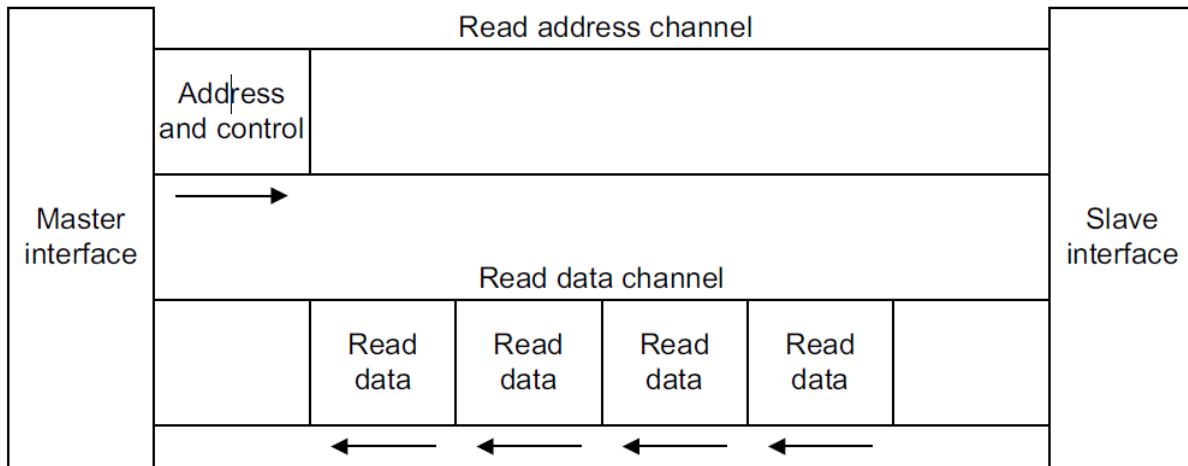 Read address channel
Address
and control
Master
interface
Slave
interface
Read data channel
Read
data
Read
data
Read
data
Read
data